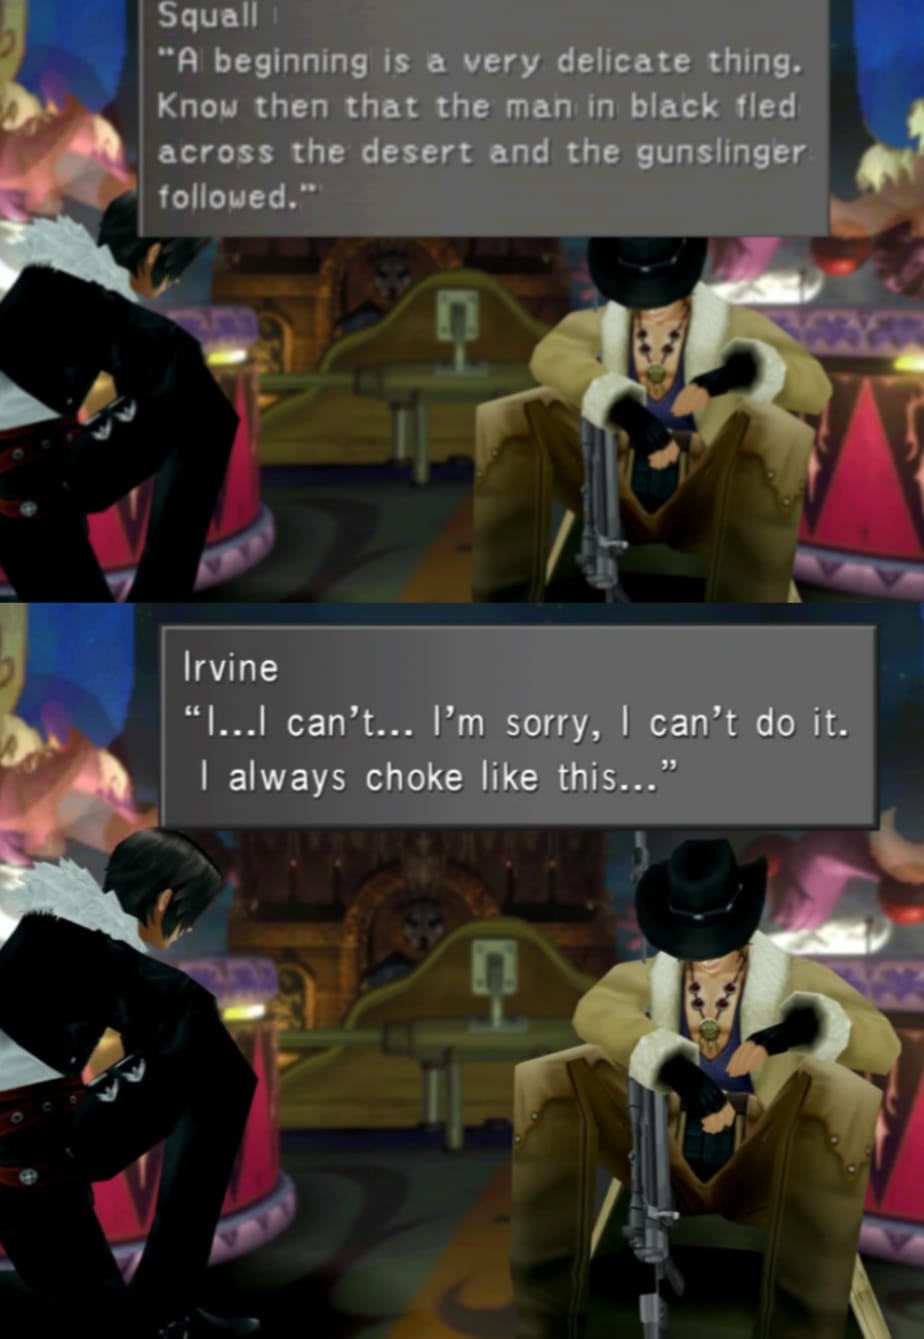 Squall
“A beginning is a very delicate thing.
Know then that the man in black fled
across the desert and the gunslinger
followed.”
Irvine
“I...I can’t... I’m sorry, I can’t do it.
I always choke like this...”